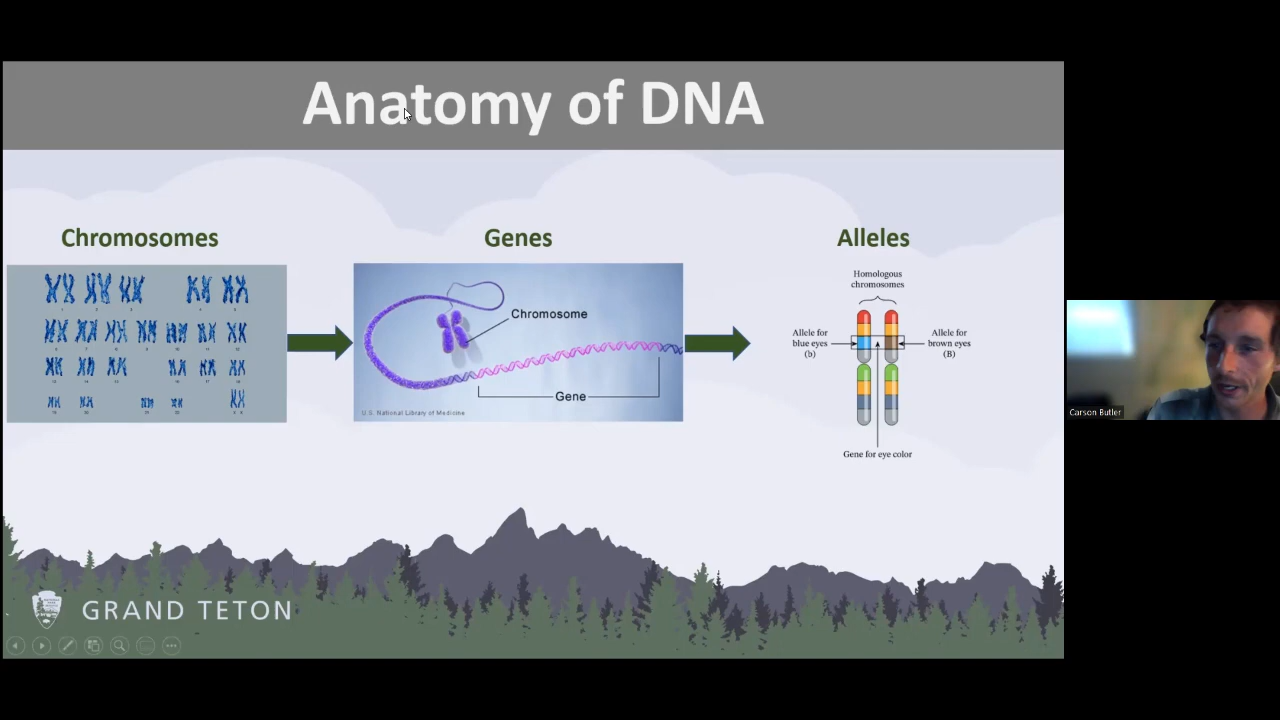 Anatomy of DNA
Chromosomes
Genes
Alleles
Chromosome
Gene
U.S. National Library of Medicine
Homologous
chromosomes
Allele for
blue eyes
(b)
Allele for
brown eyes
(B)
Gene for eye color
GRAND TETON
Carson Butler